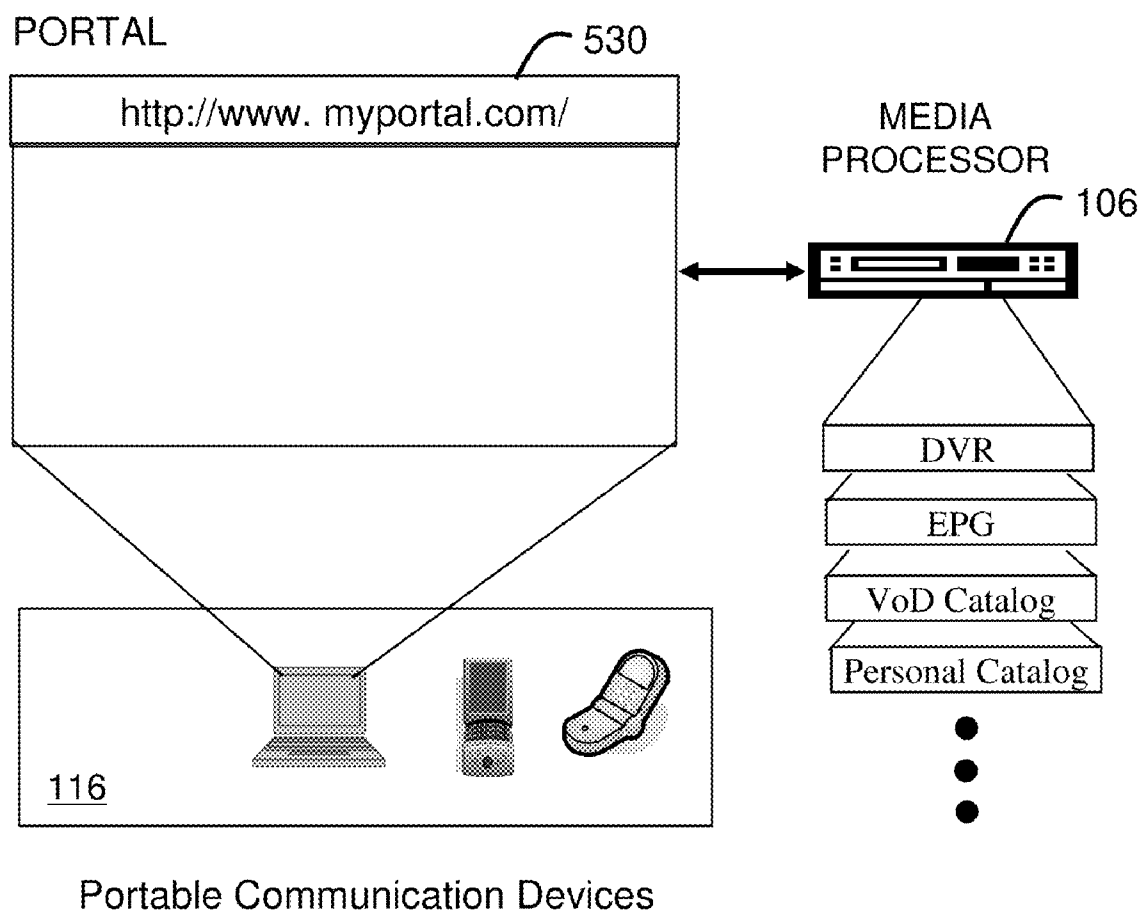 PORTAL
530
http://www. myportal.com/
MEDIA
PROCESSOR
106
DVR
EPG
VoD Catalog
Personal Catalog
116
Portable Communication Devices